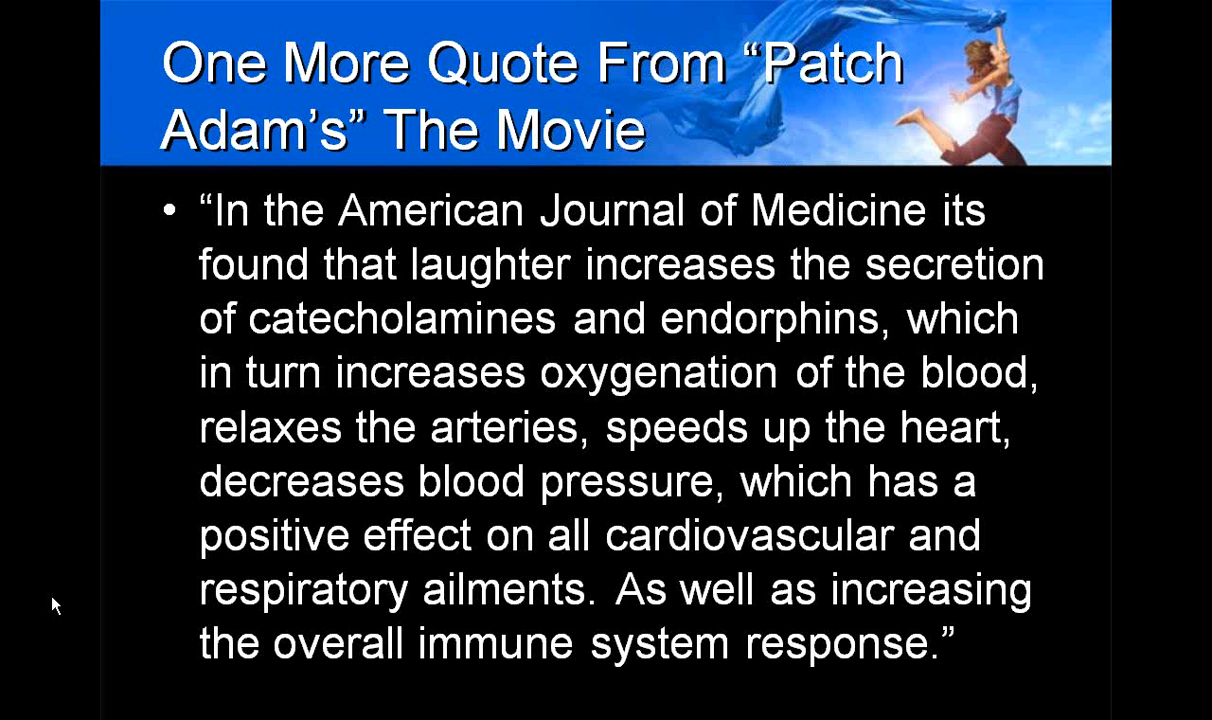 One More Quote From “Patch
Adam’s” The Movie
• “In the American Journal of Medicine its
found that laughter increases the secretion
of catecholamines and endorphins, which
in turn increases oxygenation of the blood,
relaxes the arteries, speeds up the heart,
decreases blood pressure, which has a
positive effect on all cardiovascular and
respiratory ailments.  As well as increasing
the overall immune system response.”